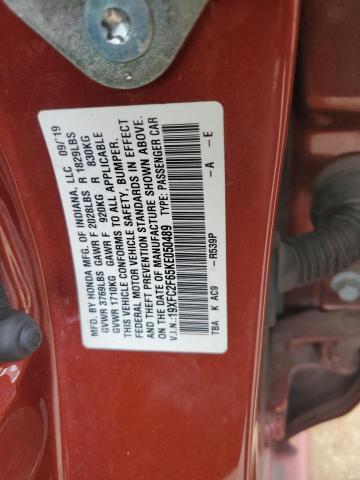 MFD. BY HONDA OF INDIANA, LLC 09/'19
GVWR 3769LBS GAWR F 2028LBS R 1829LBS
GVWR 1710KG GAWR F 920KG R 830KG
THIS VEHICLE CONFORMS TO ALL APPLICABLE
FEDERAL MOTOR VEHICLE SAFETY, BUMPER,
AND THEFT PREVENTION STANDARDS IN EFFECT
ON THE DATE OF MANUFACTURE SHOWN ABOVE.
V.I.N.: 19XFC2F65KE050489 TYPE: PASSENGER CAR
TBA K AC9 -R539P -A -E